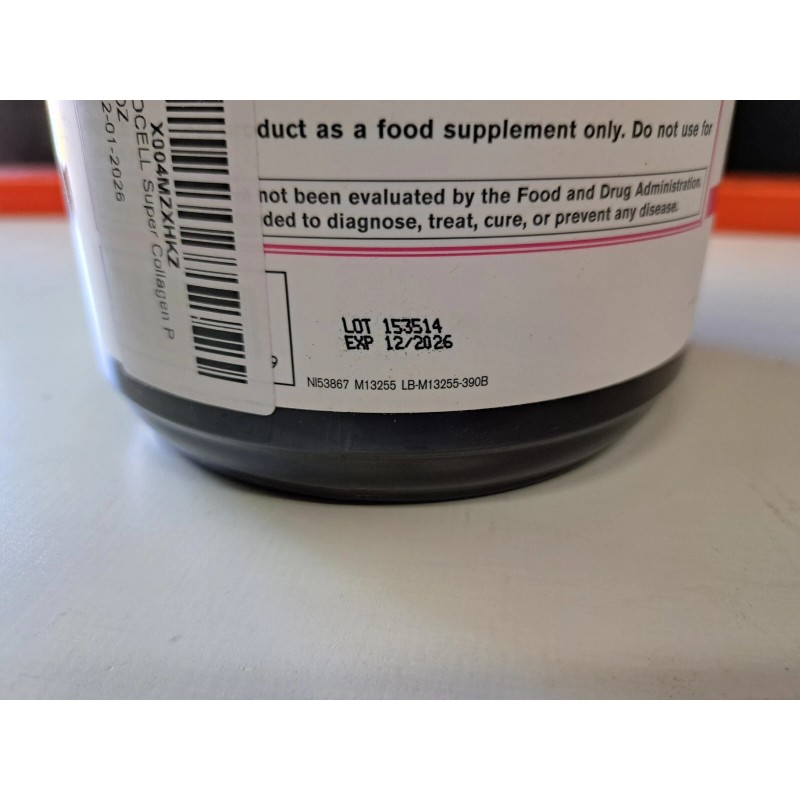 duct as a food supplement only. Do not use for
not been evaluated by the Food and Drug Administration.
ded to diagnose, treat, cure, or prevent any disease.
LOT 153514
EXP 12/2026
9
NI53867 M13255 LB-M13255-390B
X004MZXHKZ
OCELL Super Collagen P
OZ
2-01-2026